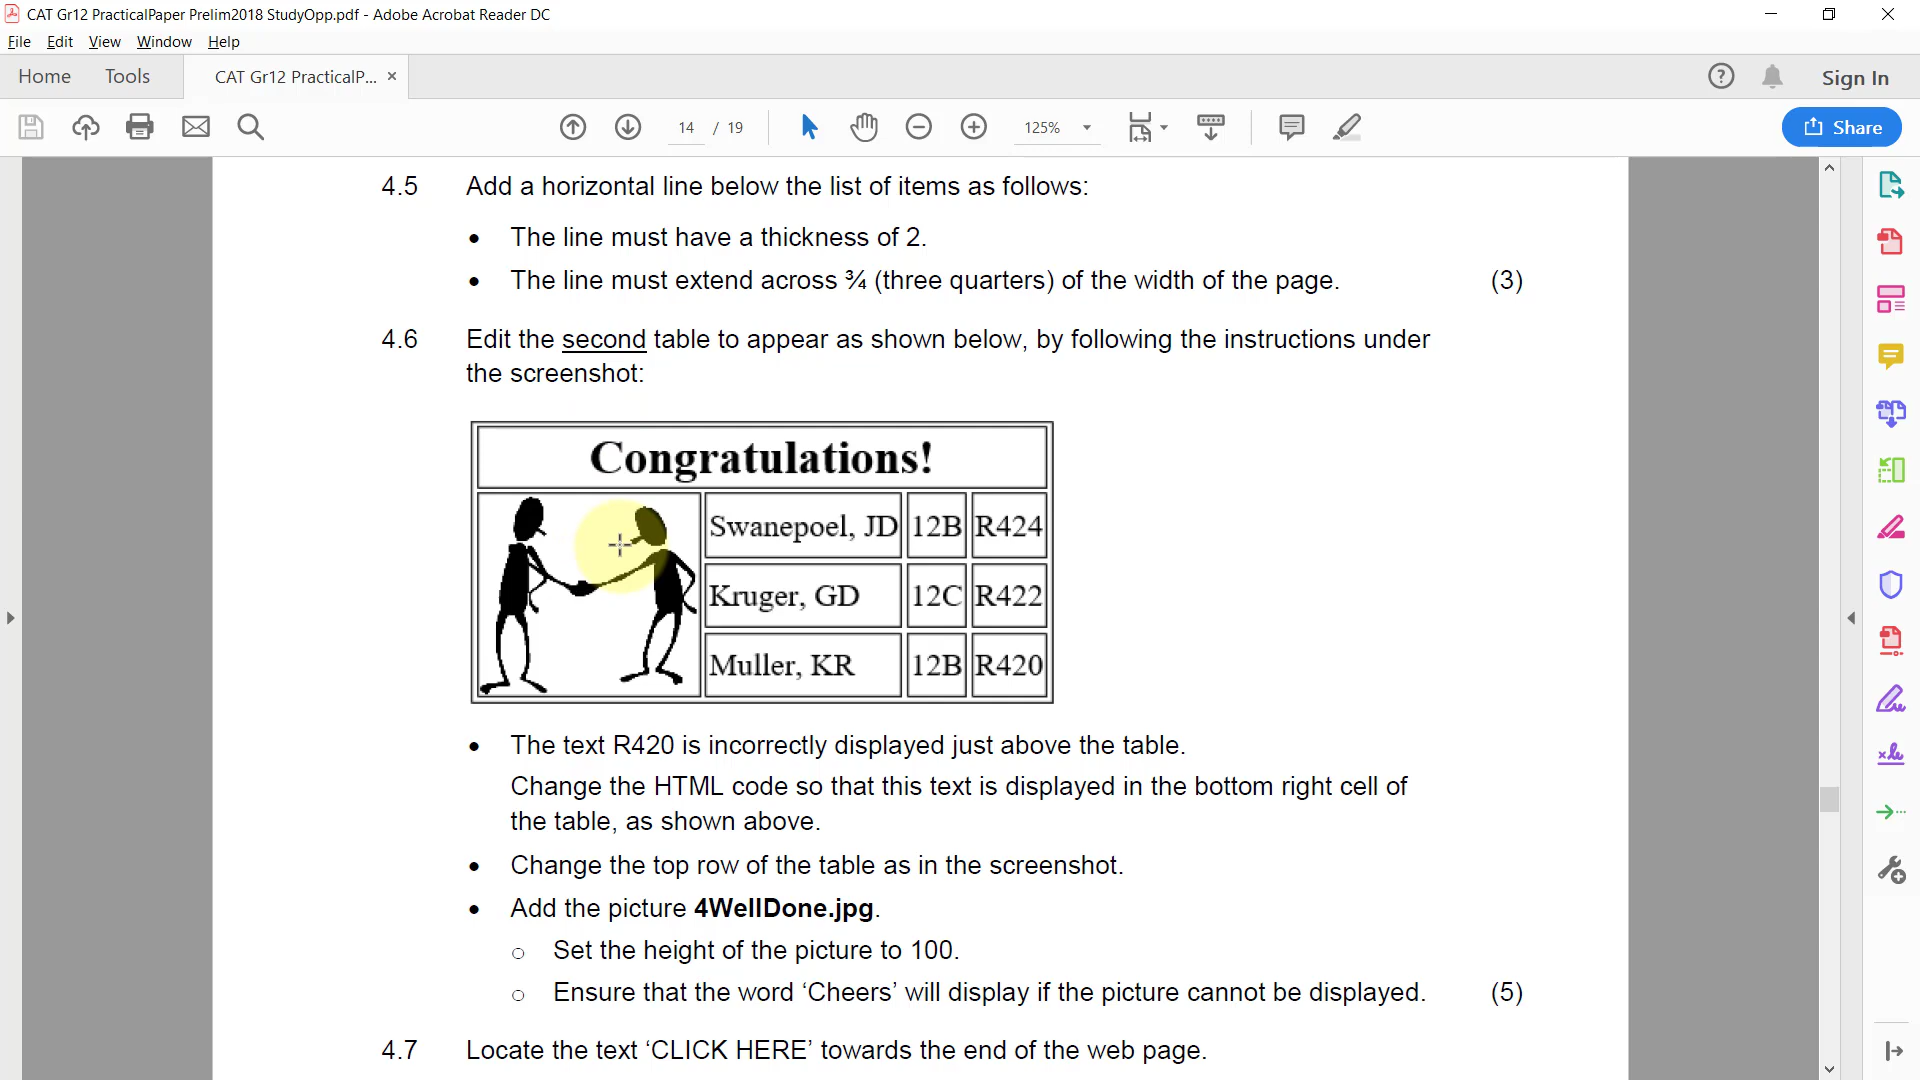 CAT Gr12 PracticalPaper Prelim2018 StudyOpp.pdf - Adobe Acrobat Reader DC
File Edit View Window Help
Home Tools CAT Gr12 PracticalP... × Sign In
14 / 19 125% Share
4.5 Add a horizontal line below the list of items as follows:
• The line must have a thickness of 2.
• The line must extend across ¾ (three quarters) of the width of the page. (3)
4.6 Edit the second table to appear as shown below, by following the instructions under
the screenshot:
Congratulations!
Swanepoel, JD 12B R424
Kruger, GD 12C R422
Muller, KR 12B R420
• The text R420 is incorrectly displayed just above the table.
Change the HTML code so that this text is displayed in the bottom right cell of
the table, as shown above.
• Change the top row of the table as in the screenshot.
• Add the picture 4WellDone.jpg.
○ Set the height of the picture to 100.
○ Ensure that the word ‘Cheers’ will display if the picture cannot be displayed. (5)
4.7 Locate the text ‘CLICK HERE’ towards the end of the web page.